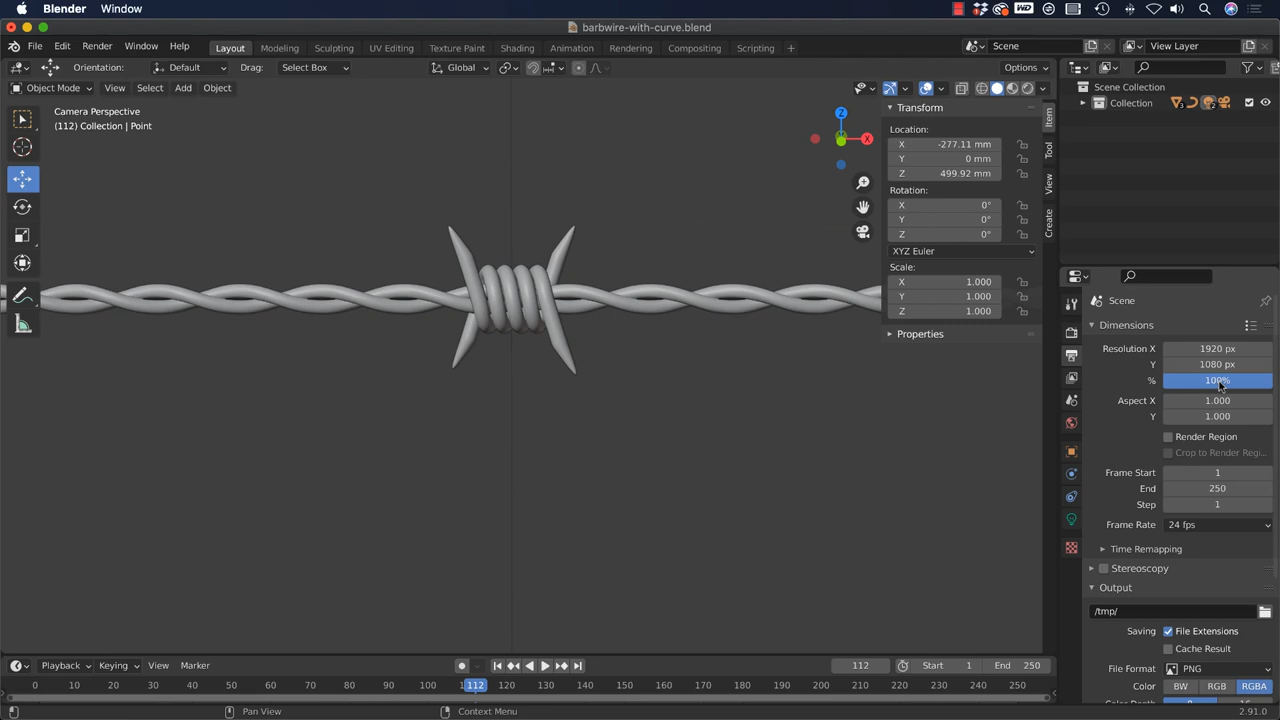 Blender Window
WD
barbwire-with-curve.blend
File Edit Render Window Help
Layout Modeling Sculpting UV Editing Texture Paint Shading Animation Rendering Compositing Scripting
Scene
View Layer
Orientation: Default Drag: Select Box Global Options
Object Mode View Select Add Object
Camera Perspective
(112) Collection | Point
Z
X
Transform
Location:
X -277.11 mm
Y 0 mm
Z 499.92 mm
Rotation:
X 0°
Y 0°
Z 0°
XYZ Euler
Scale:
X 1.000
Y 1.000
Z 1.000
Properties
Item
Tool
View
Create
Scene Collection
Collection 3 2
Scene
Dimensions
Resolution X 1920 px
Y 1080 px
% 100%
Aspect X 1.000
Y 1.000
Render Region
Crop to Render Regi...
Frame Start 1
End 250
Step 1
Frame Rate 24 fps
Time Remapping
Stereoscopy
Output
/tmp/
Saving File Extensions
Cache Result
File Format PNG
Color BW RGB RGBA
Playback Keying View Marker
112 Start 1 End 250
0 10 20 30 40 50 60 70 80 90 100 112 120 130 140 150 160 170 180 190 200 210 220 230 240 250
Pan View Context Menu 2.91.0